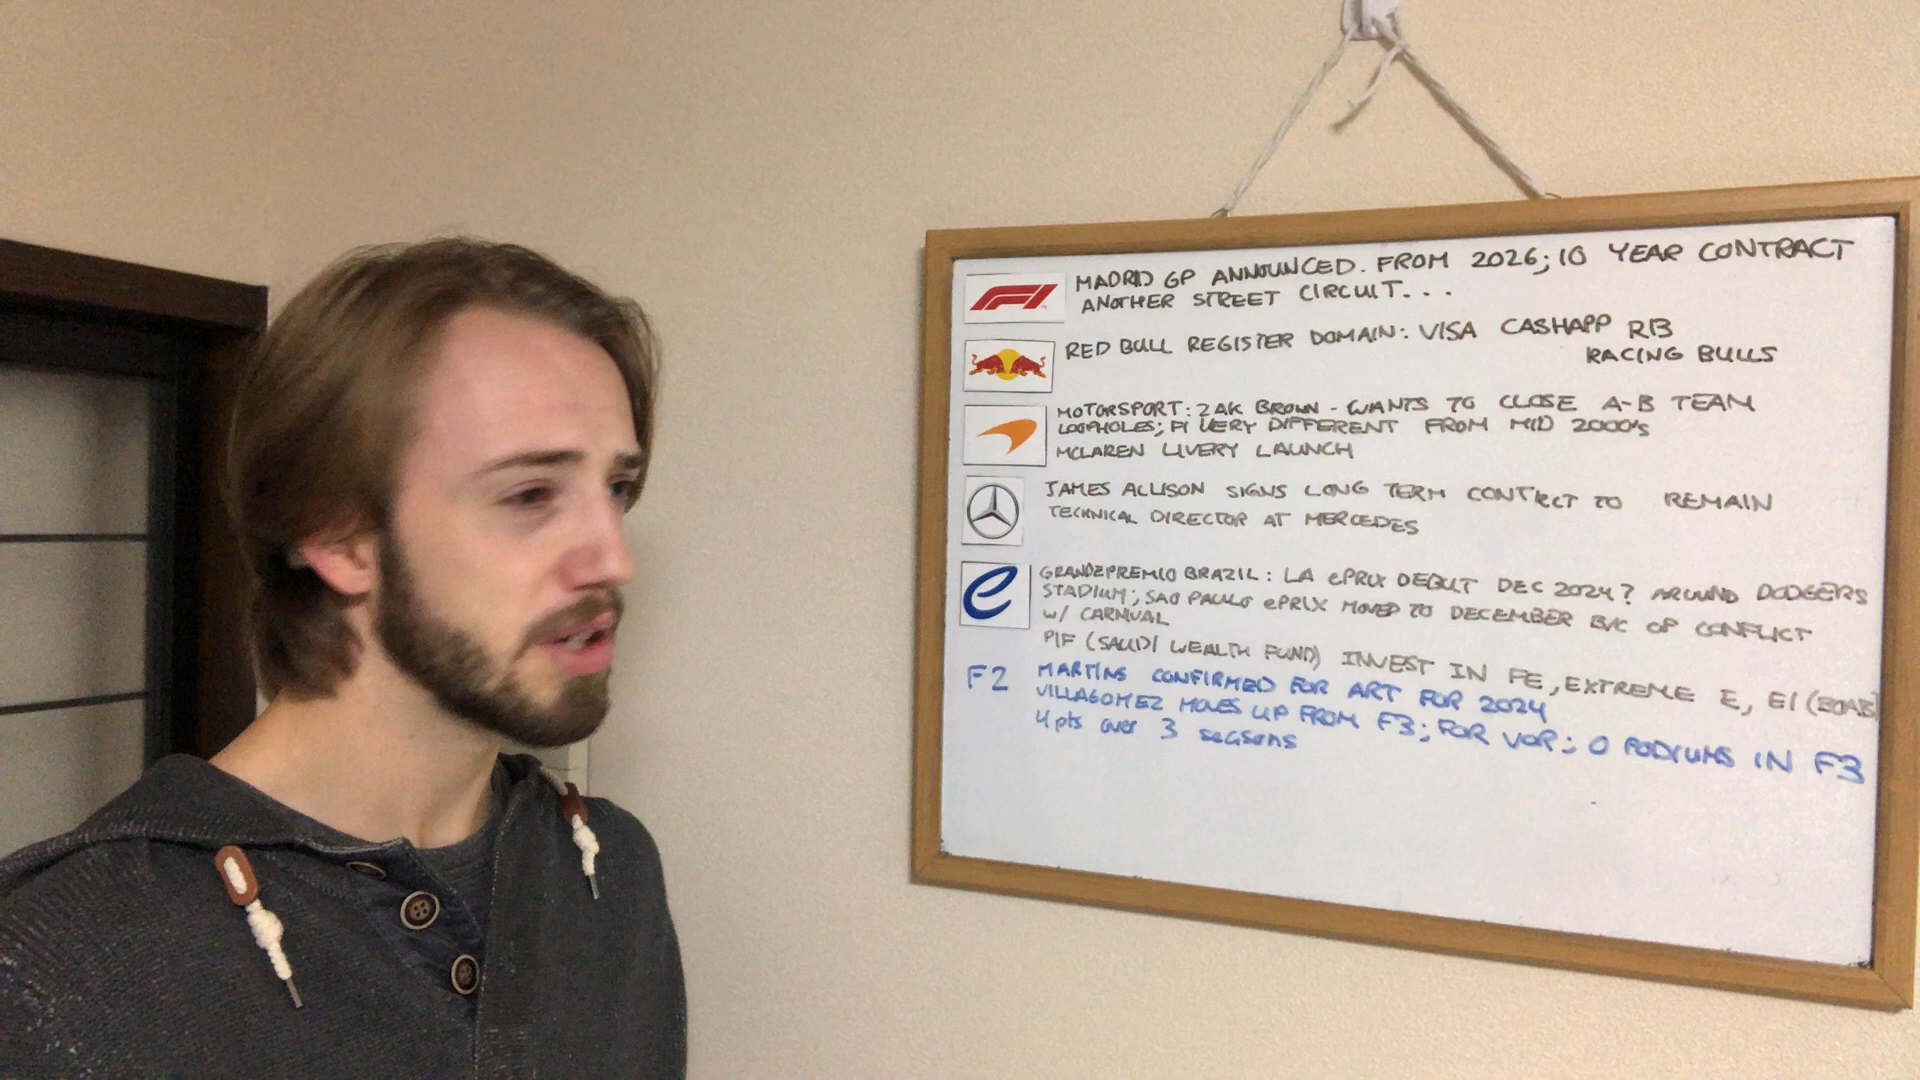 F1 MADRID GP ANNOUNCED. FROM 2026; 10 YEAR CONTRACT
ANOTHER STREET CIRCUIT...
RED BULL REGISTER DOMAIN: VISA CASHAPP RB
RACING BULLS
MOTORSPORT: ZAK BROWN - WANTS TO CLOSE A-B TEAM
LOOPHOLES; F1 VERY DIFFERENT FROM MID 2000's
MCLAREN LIVERY LAUNCH
JAMES ALLISON SIGNS LONG TERM CONTRCT TO REMAIN
TECHNICAL DIRECTOR AT MERCEDES
GRANDEPREMIO BRAZIL: LA ePRIX DEBUT DEC 2024? AROUND DODGERS
STADIUM; SAO PAULO ePRIX MOVED TO DECEMBER B/C OF CONFLICT
W/ CARNIVAL
PIF (SAUDI WEALTH FUND) INVEST IN FE, EXTREME E, E1 (BOAB
F2 MARTINS CONFIRMED FOR ART FOR 2024
VILLAGOMEZ MOVES UP FROM F3; FOR VAR; 0 PODIUMS IN F3
4pts over 3 seasons